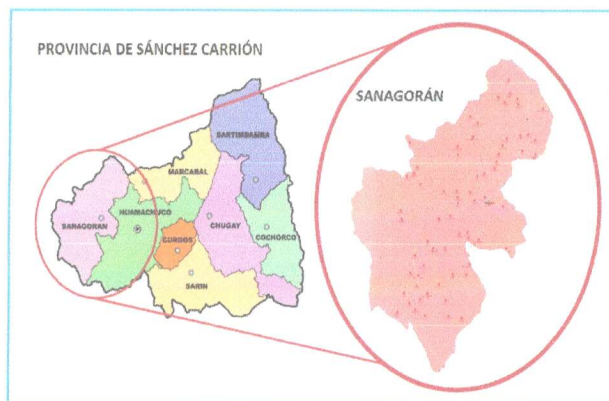 PROVINCIA DE SÁNCHEZ CARRIÓN
SANAGORÁN
SARTIMBAMBA
MARCABAL
HUAMACHUCO
SANAGORAN
CHUGAY
COCHORCO
CURGOS
SARIN